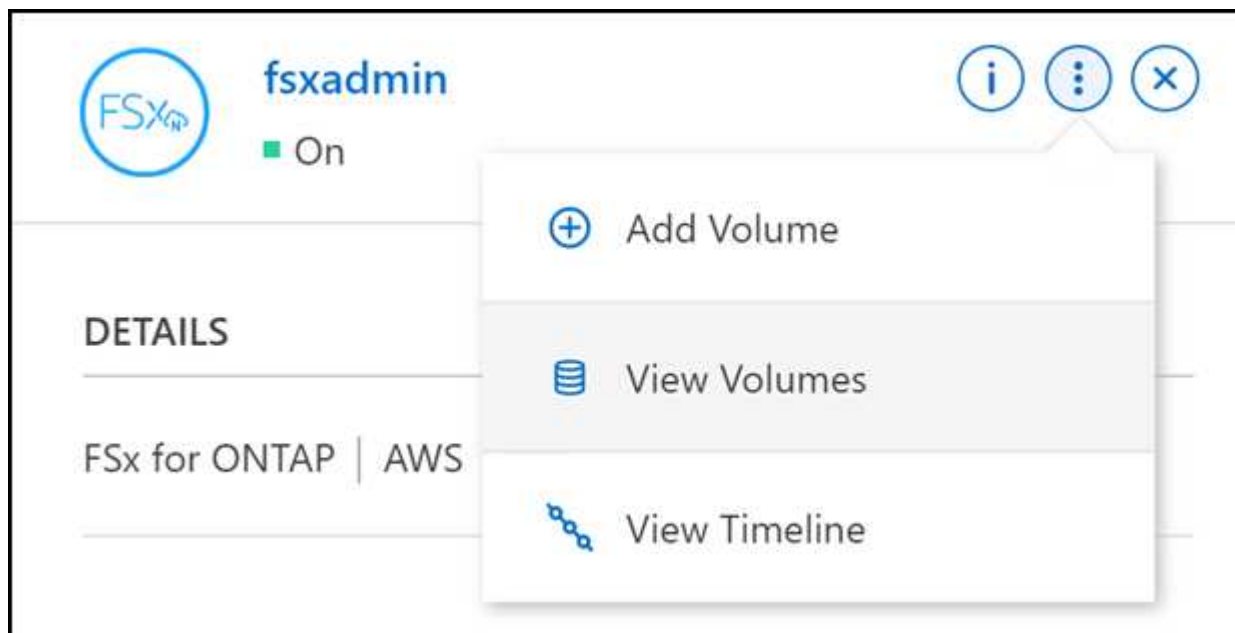 FSx
fsxadmin
On
Add Volume
DETAILS
View Volumes
FSx for ONTAP | AWS
View Timeline